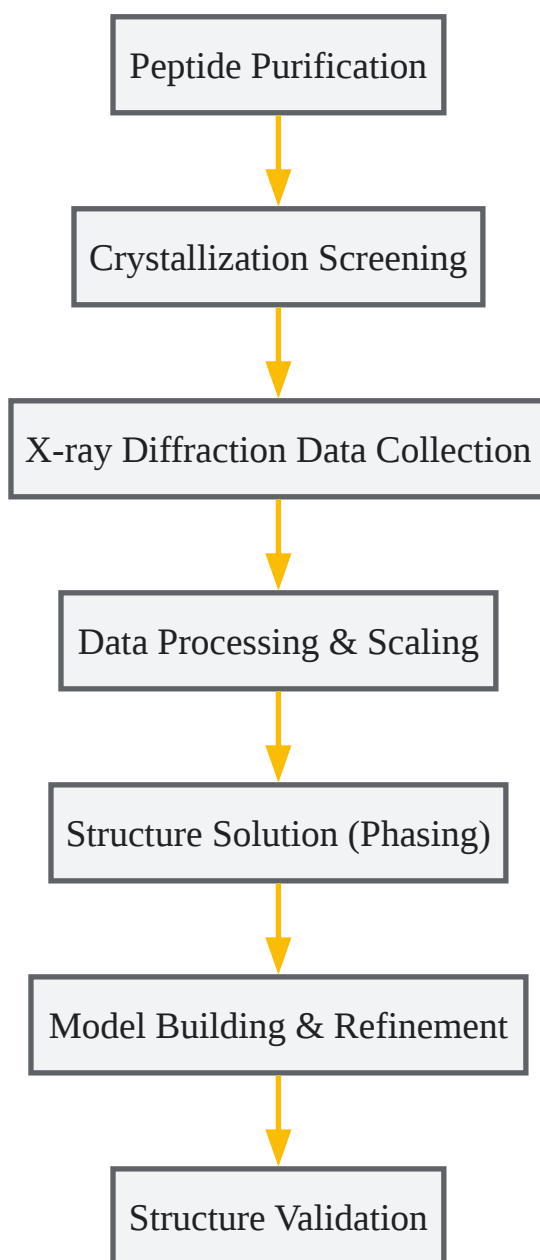 Peptide Purification
Crystallization Screening
X-ray Diffraction Data Collection
Data Processing & Scaling
Structure Solution (Phasing)
Model Building & Refinement
Structure Validation